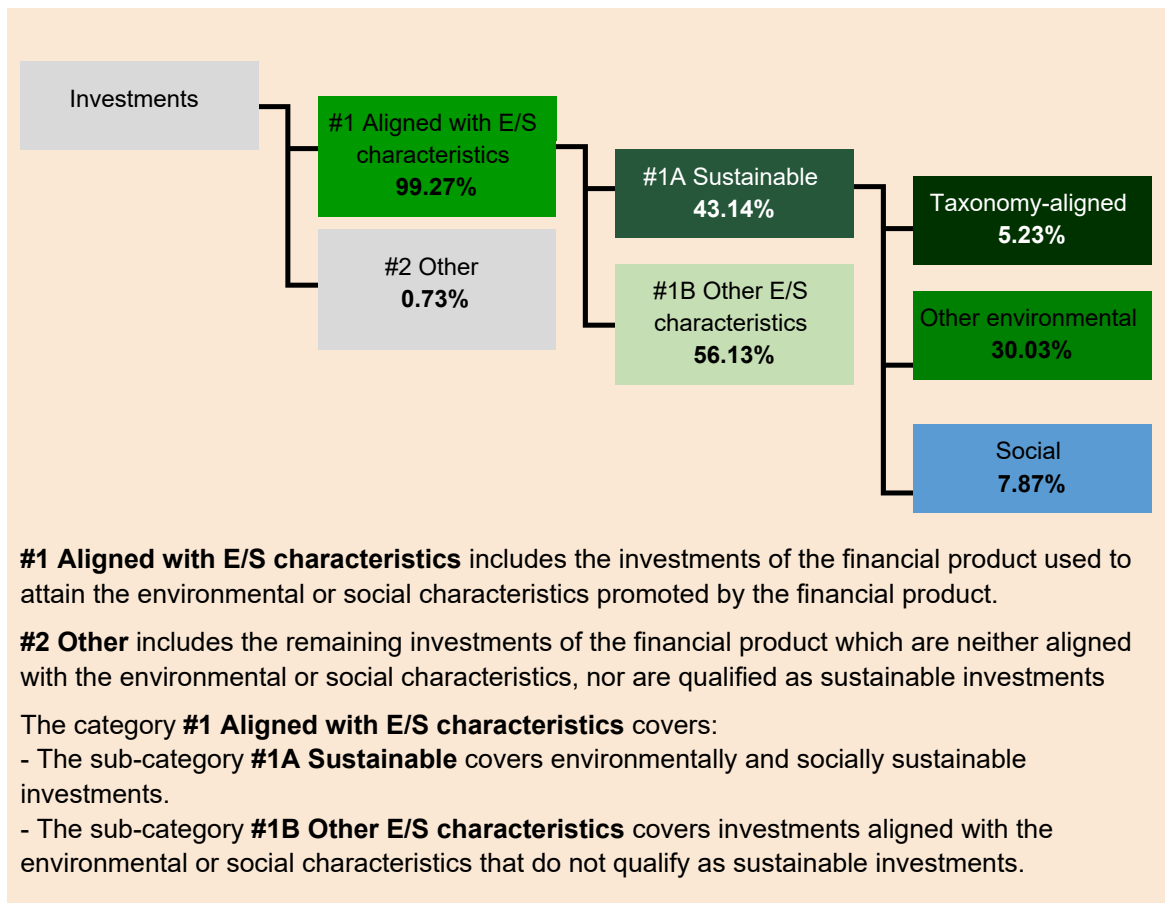 Investments
#1 Aligned with E/S
characteristics
99.27%
#2 Other
0.73%
#1A Sustainable
43.14%
#1B Other E/S
characteristics
56.13%
Taxonomy-aligned
5.23%
Other environmental
30.03%
Social
7.87%
#1 Aligned with E/S characteristics includes the investments of the financial product used to
attain the environmental or social characteristics promoted by the financial product.
#2 Other includes the remaining investments of the financial product which are neither aligned
with the environmental or social characteristics, nor are qualified as sustainable investments
The category #1 Aligned with E/S characteristics covers:
- The sub-category #1A Sustainable covers environmentally and socially sustainable
investments.
- The sub-category #1B Other E/S characteristics covers investments aligned with the
environmental or social characteristics that do not qualify as sustainable investments.